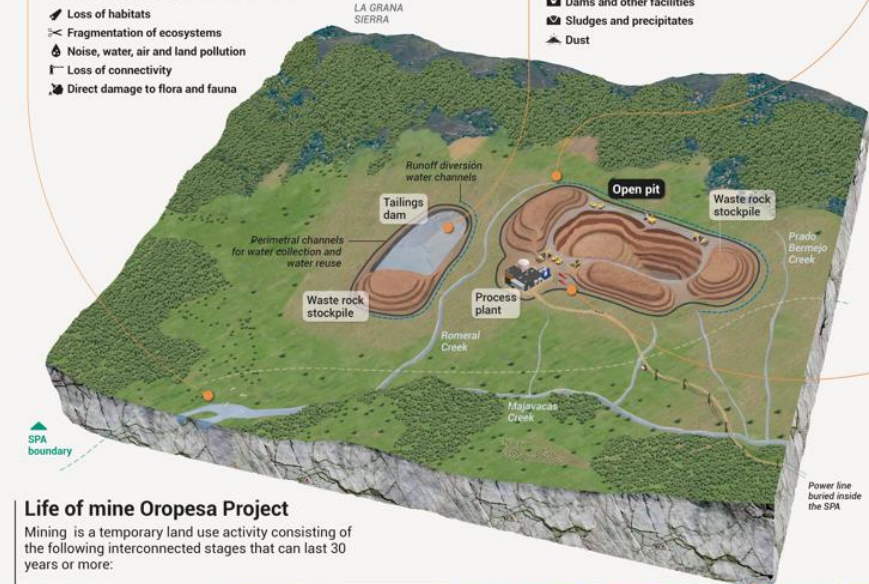 LA GRANA
SIERRA
Loss of habitats
Fragmentation of ecosystems
Noise, water, air and land pollution
Loss of connectivity
Direct damage to flora and fauna
Dams and other facilities
Sludges and precipitates
Dust
Runoff diversion
water channels
Tailings
dam
Open pit
Waste rock
stockpile
Perimetral channels
for water collection and
water reuse
Prado
Bermejo
Creek
Waste rock
stockpile
Process
plant
Romeral
Creek
Majavacas
Creek
SPA
boundary
Power line
buried inside
the SPA
Life of mine Oropesa Project
Mining is a temporary land use activity consisting of
the following interconnected stages that can last 30
years or more: